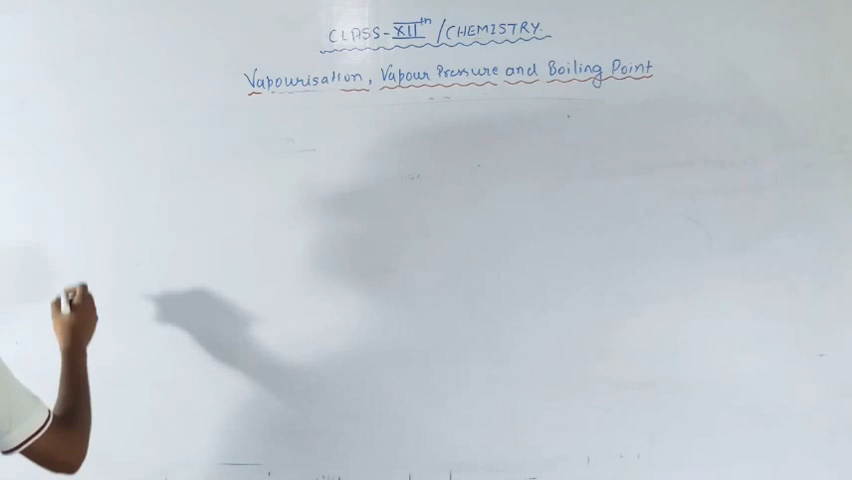 CLASS-XIIth/CHEMISTRY.
Vapourisation, Vapour Pressure and Boiling Point